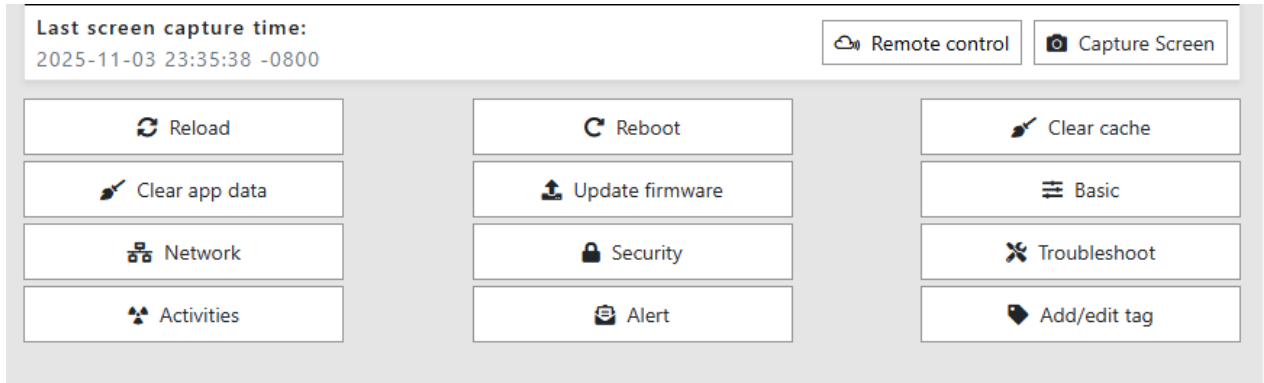 Last screen capture time:
2025-11-03 23:35:38 -0800
Remote control
Capture Screen
Reload
Reboot
Clear cache
Clear app data
Update firmware
Basic
Network
Security
Troubleshoot
Activities
Alert
Add/edit tag